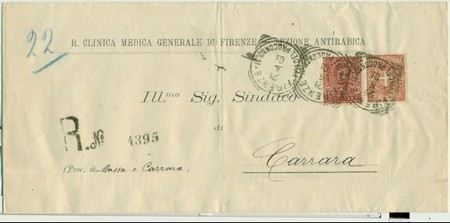 22
R. CLINICA MEDICA GENERALE DI FIRENZE - SEZIONE ANTIRABICA
Ill.mo Sig. Sindaco
di
Carrara
R. No 4395
(Prov. di Massa e Carrara)